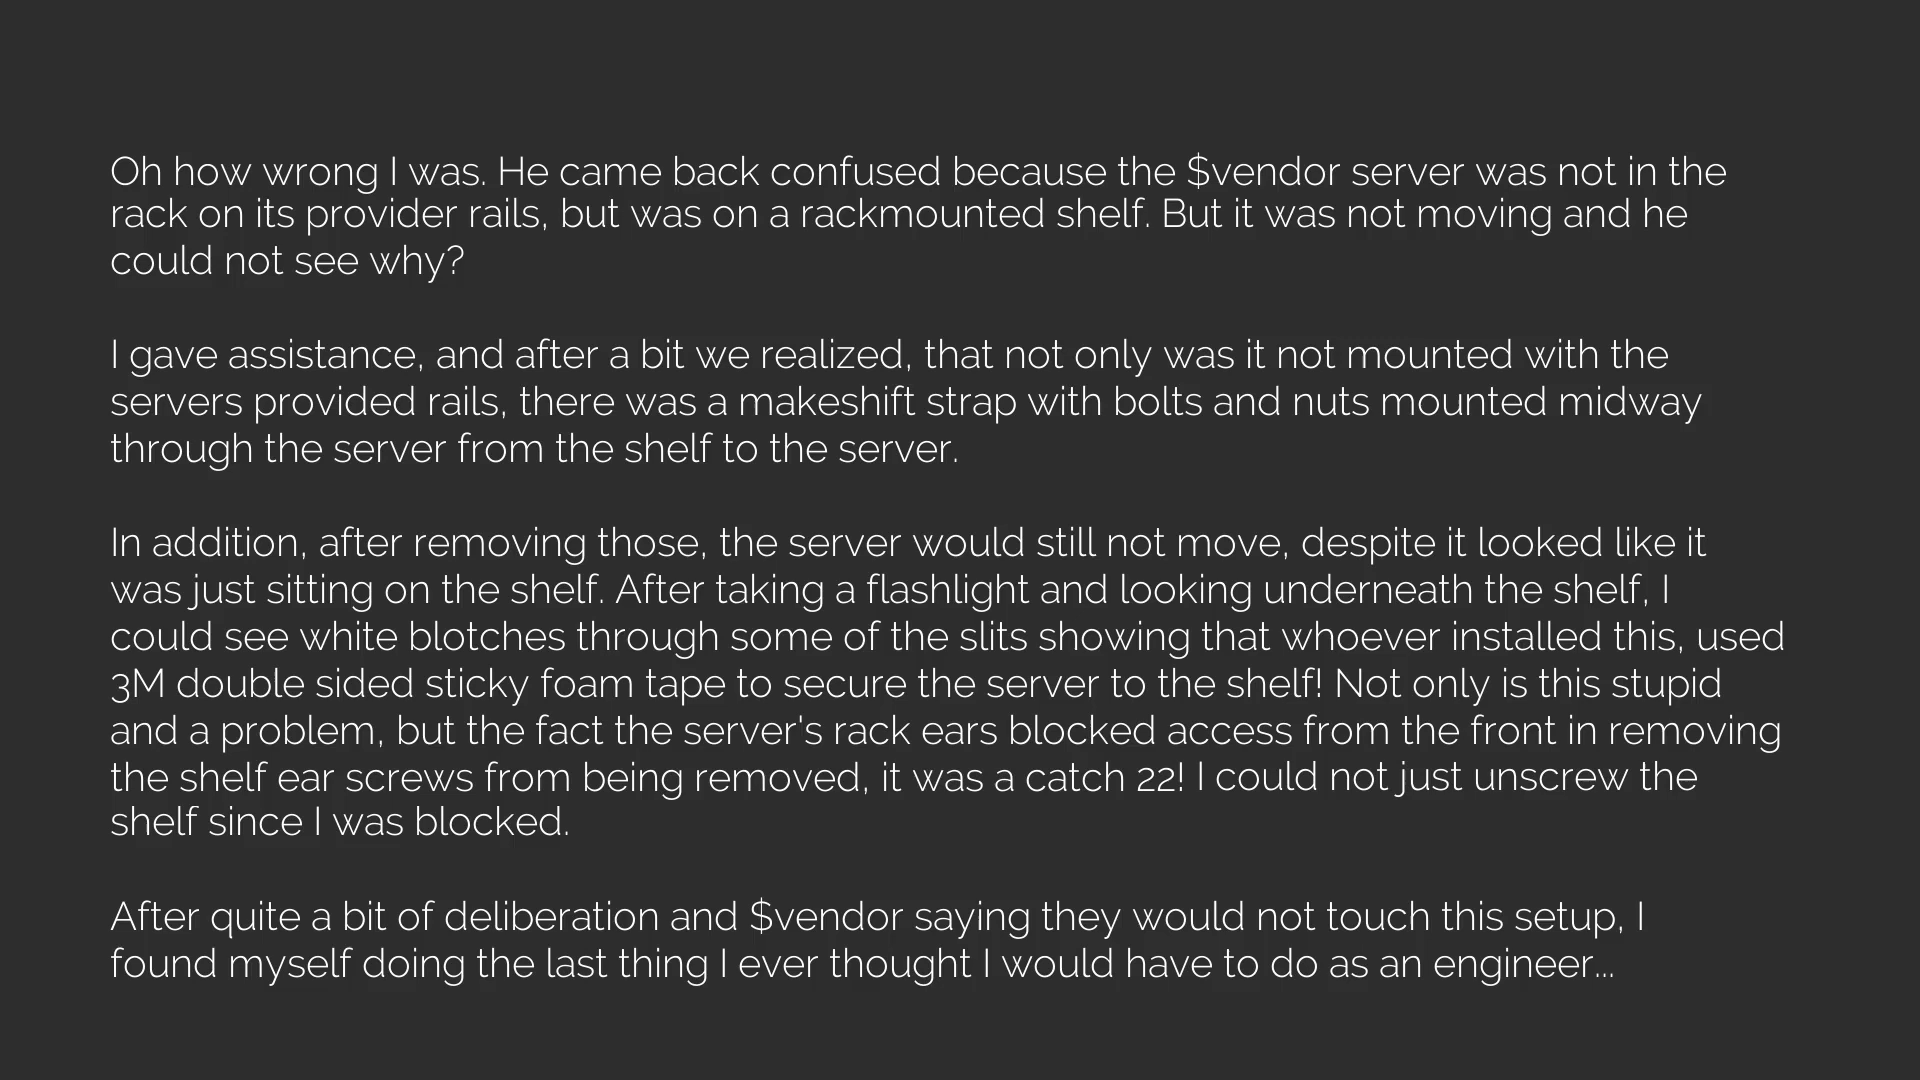 Oh how wrong I was. He came back confused because the $vendor server was not in the
rack on its provider rails, but was on a rackmounted shelf. But it was not moving and he
could not see why?
I gave assistance, and after a bit we realized, that not only was it not mounted with the
servers provided rails, there was a makeshift strap with bolts and nuts mounted midway
through the server from the shelf to the server.
In addition, after removing those, the server would still not move, despite it looked like it
was just sitting on the shelf. After taking a flashlight and looking underneath the shelf, I
could see white blotches through some of the slits showing that whoever installed this, used
3M double sided sticky foam tape to secure the server to the shelf! Not only is this stupid
and a problem, but the fact the server's rack ears blocked access from the front in removing
the shelf ear screws from being removed, it was a catch 22! I could not just unscrew the
shelf since I was blocked.
After quite a bit of deliberation and $vendor saying they would not touch this setup, I
found myself doing the last thing I ever thought I would have to do as an engineer...